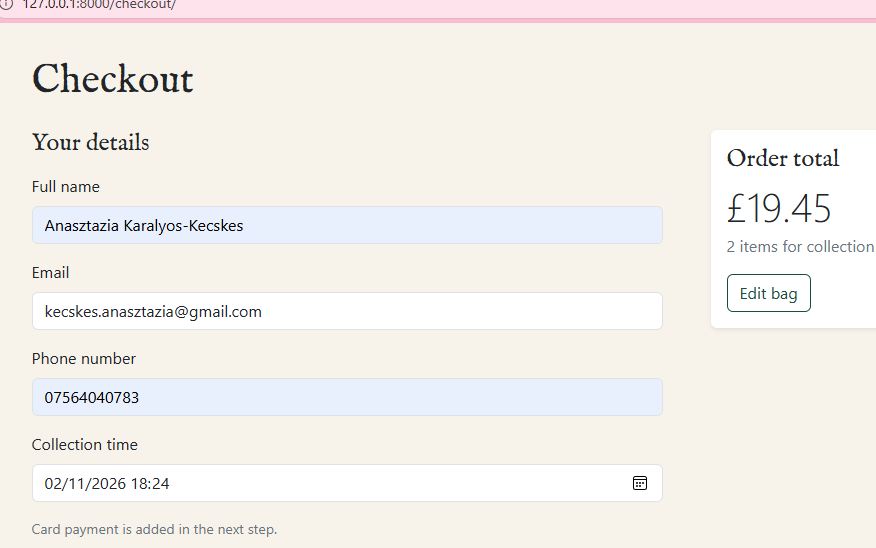 127.0.0.1:8000/checkout/
Checkout
Your details
Full name
Anasztazia Karalyos-Kecskes
Email
kecskes.anasztazia@gmail.com
Phone number
07564040783
Collection time
02/11/2026 18:24
Card payment is added in the next step.
Order total
£19.45
2 items for collection
Edit bag